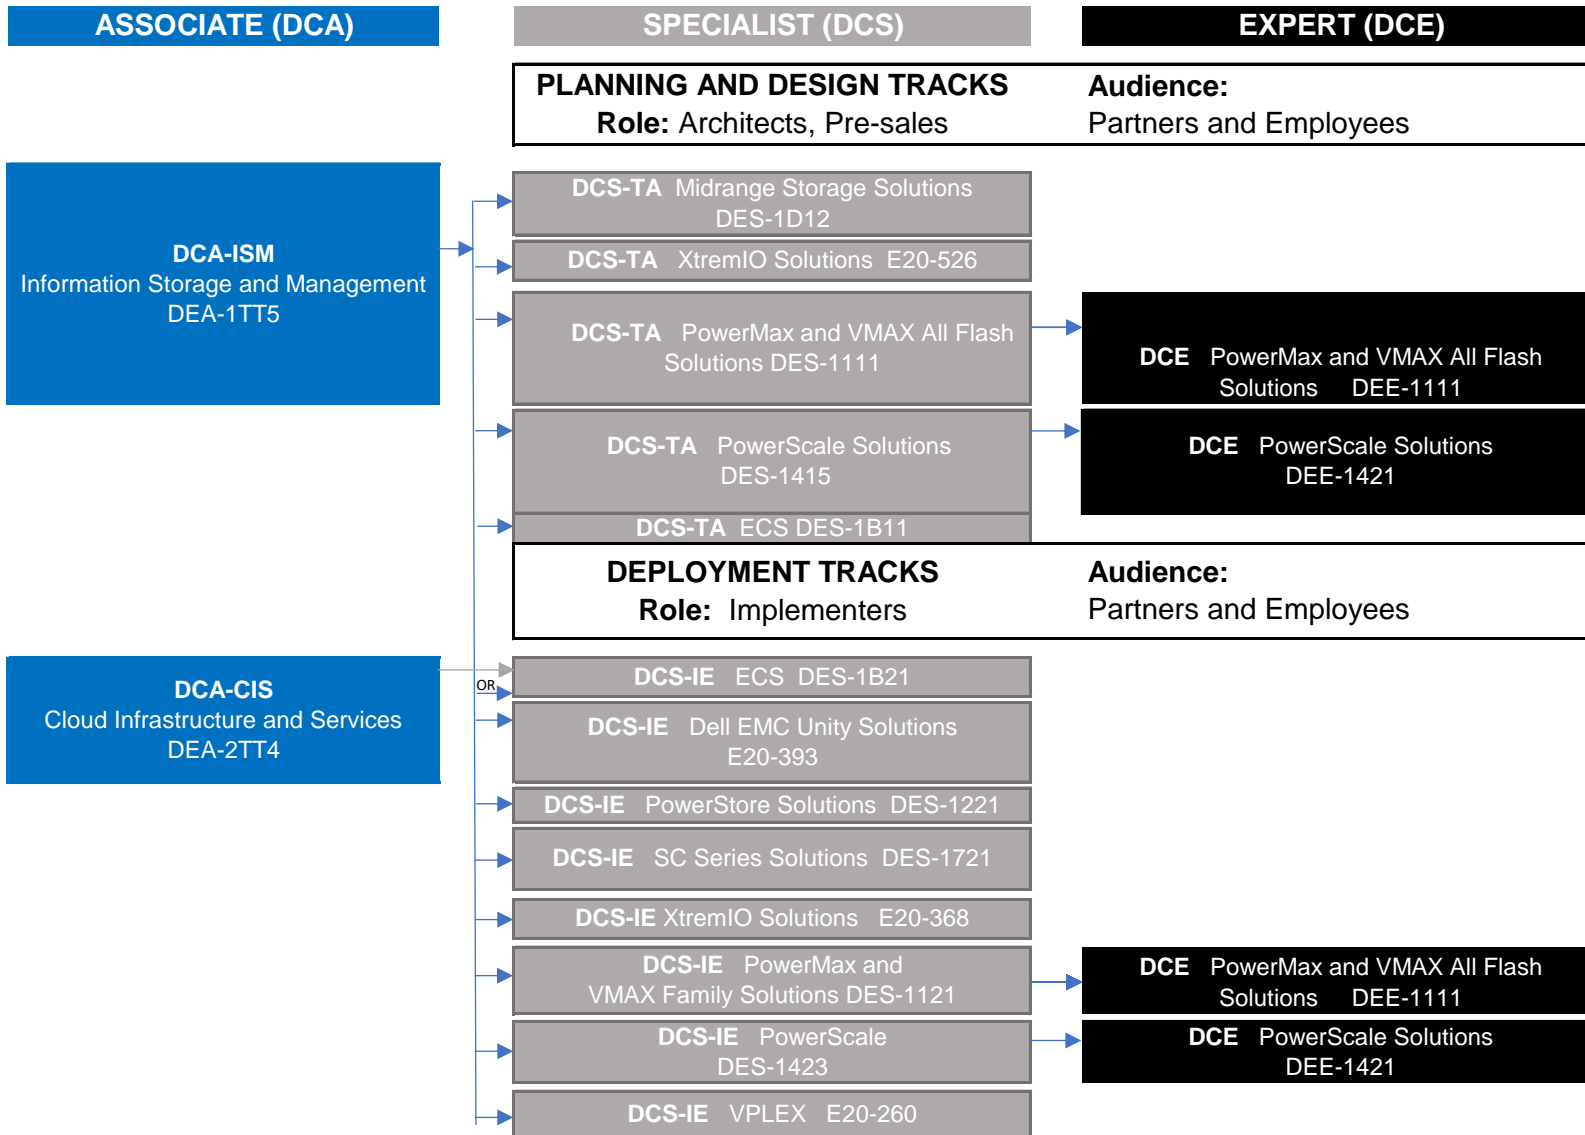 ASSOCIATE (DCA)
SPECIALIST (DCS)
EXPERT (DCE)
PLANNING AND DESIGN TRACKS
Role: Architects, Pre-sales
Audience:
Partners and Employees
DCA-ISM
Information Storage and Management
DEA-1TT5
DCS-TA Midrange Storage Solutions
DES-1D12
DCS-TA XtremIO Solutions E20-526
DCS-TA PowerMax and VMAX All Flash
Solutions DES-1111
DCE PowerMax and VMAX All Flash
Solutions DEE-1111
DCS-TA PowerScale Solutions
DES-1415
DCE PowerScale Solutions
DEE-1421
DCS-TA ECS DES-1B11
DEPLOYMENT TRACKS
Role: Implementers
Audience:
Partners and Employees
DCA-CIS
Cloud Infrastructure and Services
DEA-2TT4
OR
DCS-IE ECS DES-1B21
DCS-IE Dell EMC Unity Solutions
E20-393
DCS-IE PowerStore Solutions DES-1221
DCS-IE SC Series Solutions DES-1721
DCS-IE XtremIO Solutions E20-368
DCS-IE PowerMax and
VMAX Family Solutions DES-1121
DCE PowerMax and VMAX All Flash
Solutions DEE-1111
DCS-IE PowerScale
DES-1423
DCE PowerScale Solutions
DEE-1421
DCS-IE VPLEX E20-260